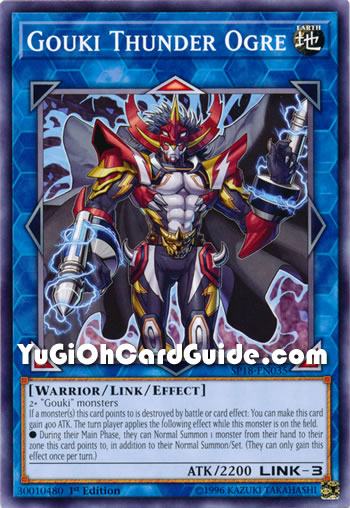 GOUKI THUNDER OGRE
EARTH
地
YuGiOhCardGuide.com
SP18-EN035
[WARRIOR/LINK/EFFECT]
2+ "Gouki" monsters
If a monster(s) this card points to is destroyed by battle or card effect: You can make this card
gain 400 ATK. The turn player applies the following effect while this monster is on the field.
● During their Main Phase, they can Normal Summon 1 monster from their hand to their
zone this card points to, in addition to their Normal Summon/Set. (They can only gain this
effect once per turn.)
ATK/2200 LINK-3
30010480 1st Edition ©1996 KAZUKI TAKAHASHI